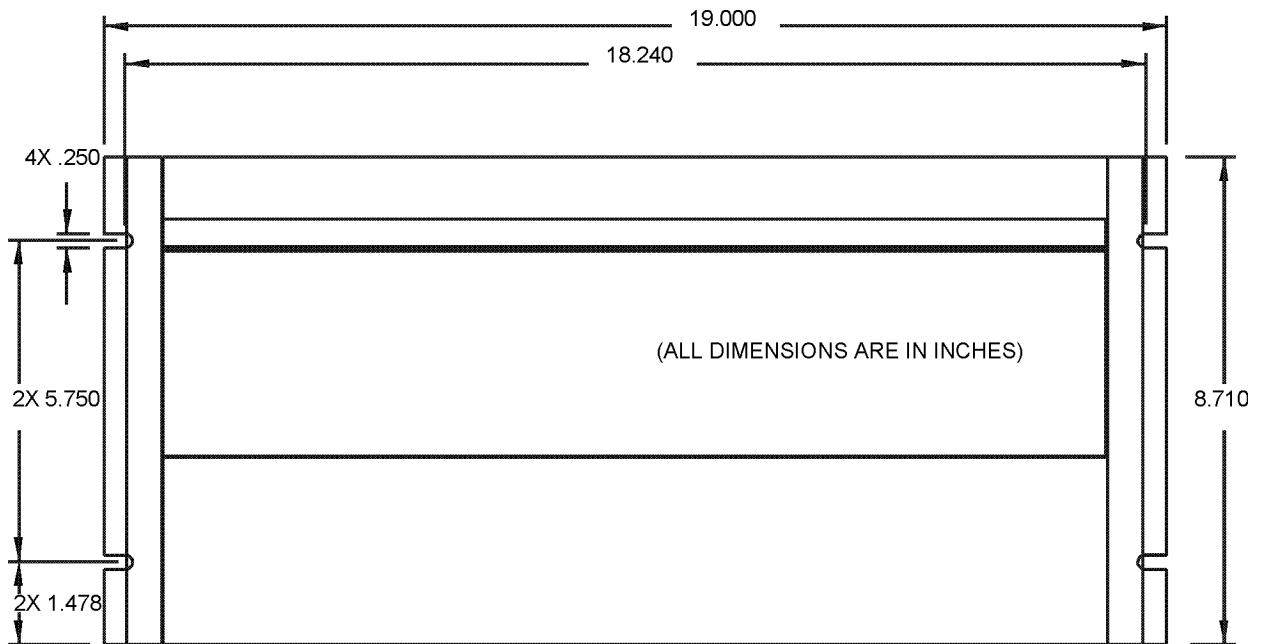 19.000
18.240
4X .250
(ALL DIMENSIONS ARE IN INCHES)
2X 5.750
8.710
2X 1.478